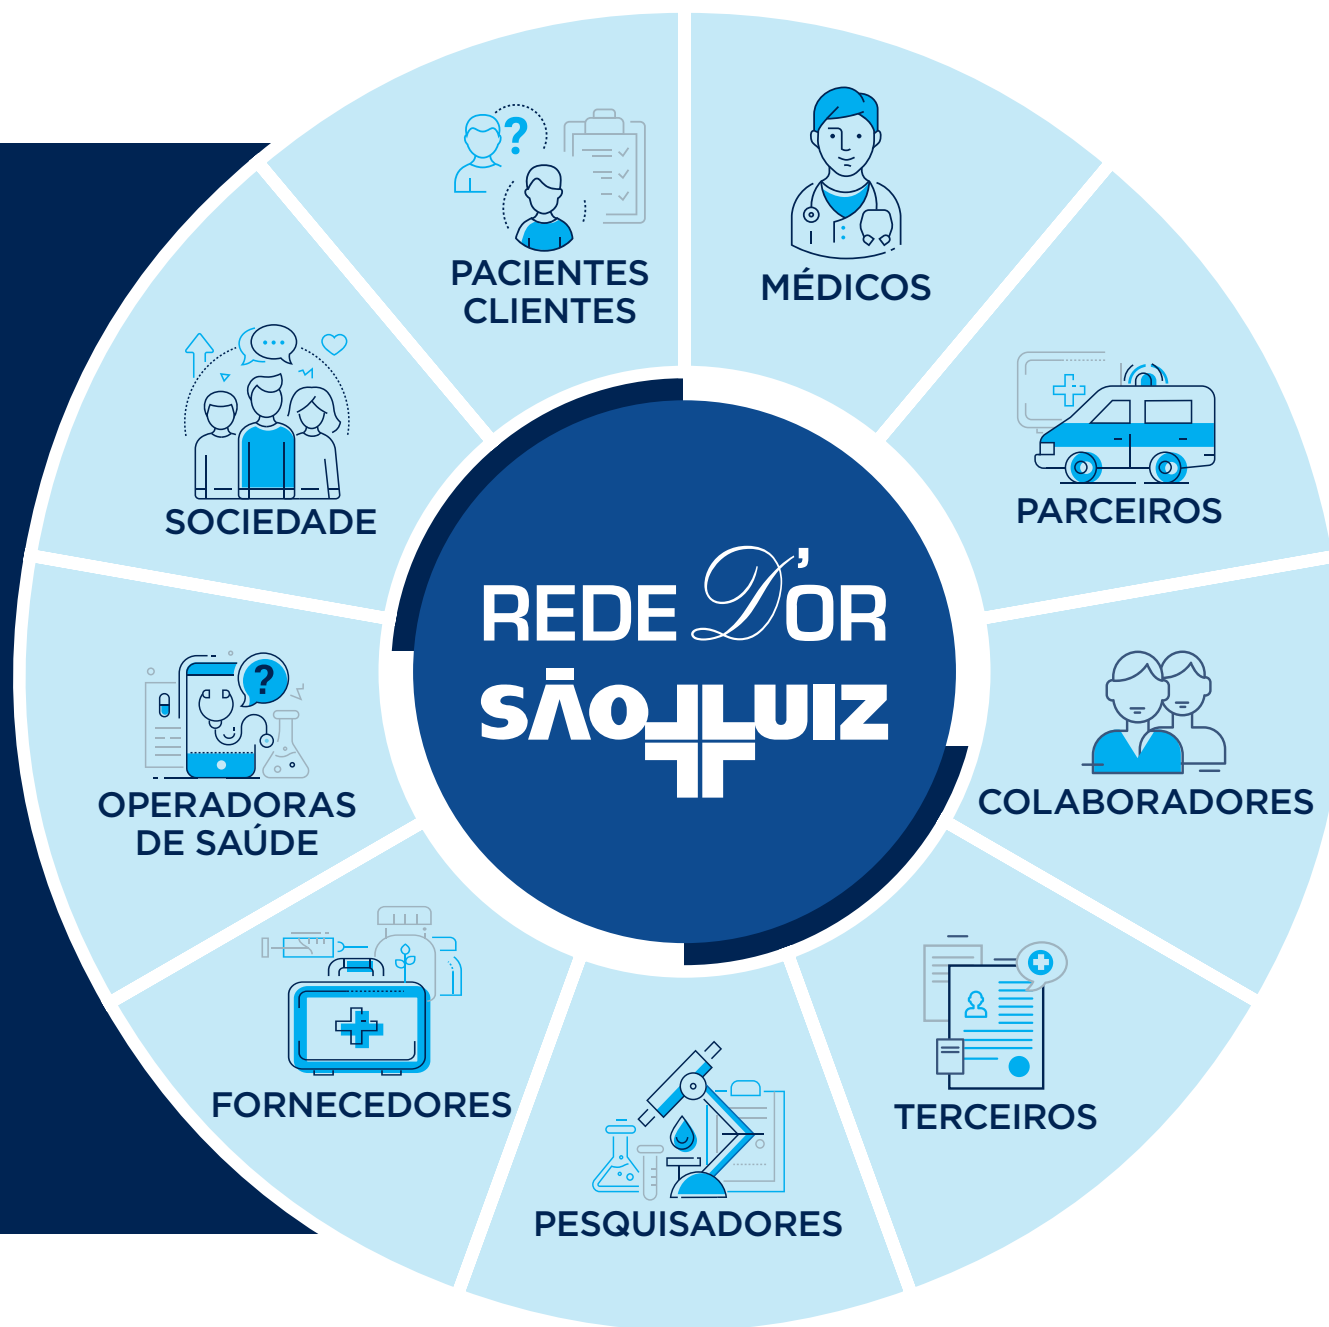 PACIENTES
CLIENTES
MÉDICOS
PARCEIROS
COLABORADORES
TERCEIROS
PESQUISADORES
FORNECEDORES
OPERADORAS
DE SAÚDE
SOCIEDADE
REDE D'OR
SÃO LUIZ
?
?